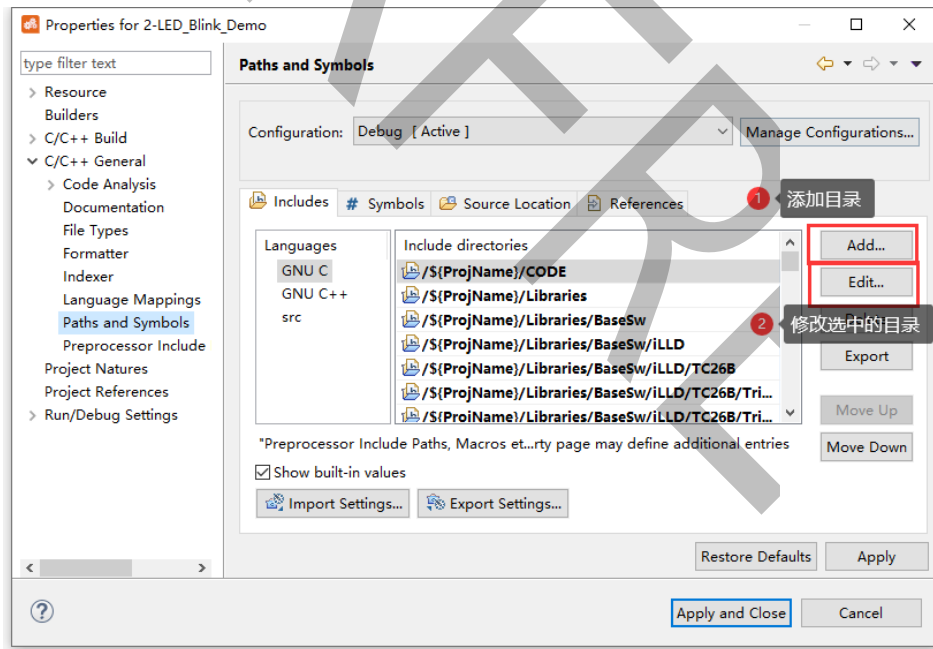 Properties for 2-LED_Blink_Demo
type filter text
Paths and Symbols
Resource
Builders
C/C++ Build
C/C++ General
Code Analysis
Documentation
File Types
Formatter
Indexer
Language Mappings
Paths and Symbols
Preprocessor Include
Project Natures
Project References
Run/Debug Settings
Configuration: Debug [ Active ]
Manage Configurations...
Includes # Symbols Source Location References
1 添加目录
Languages
GNU C
GNU C++
src
Include directories
/${ProjName}/CODE
/${ProjName}/Libraries
/${ProjName}/Libraries/BaseSw
/${ProjName}/Libraries/BaseSw/iLLD
/${ProjName}/Libraries/BaseSw/iLLD/TC26B
/${ProjName}/Libraries/BaseSw/iLLD/TC26B/Tri...
/${ProjName}/Libraries/BaseSw/iLLD/TC26B/Tri...
Add...
Edit...
2 修改选中的目录
Export
Move Up
Move Down
"Preprocessor Include Paths, Macros et...rty page may define additional entries
Show built-in values
Import Settings... Export Settings...
Restore Defaults Apply
? Apply and Close Cancel